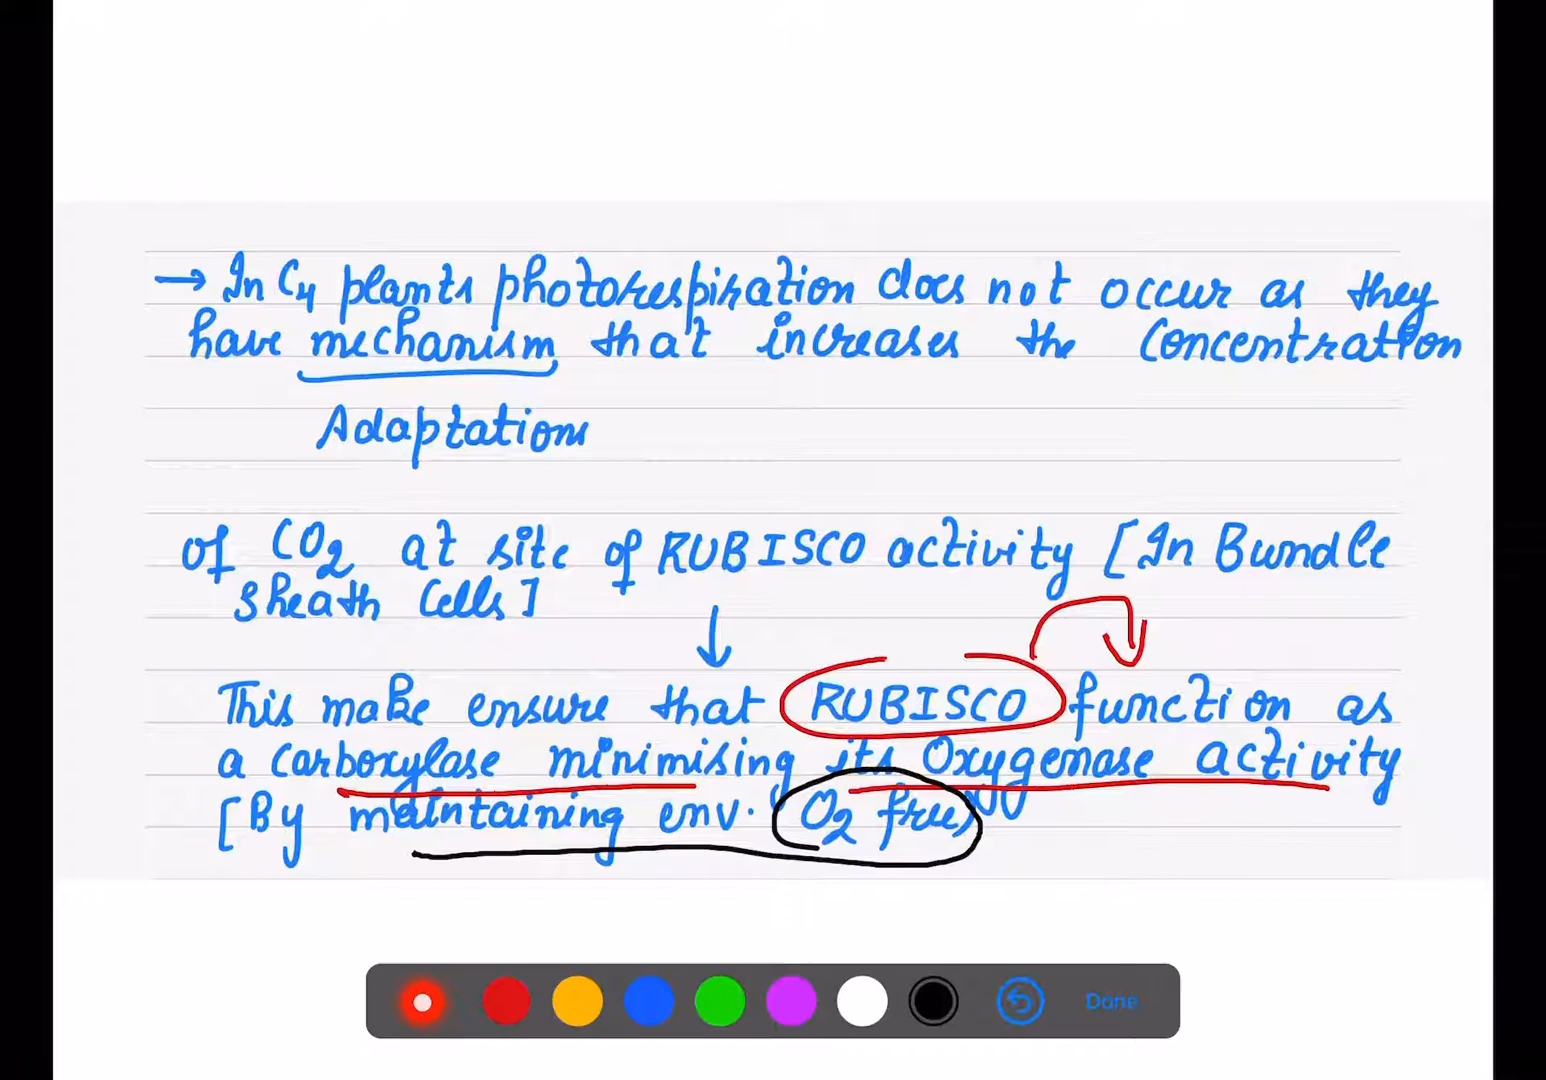 → In C4 plants photorespiration does not occur as they
have mechanism that increases the concentration
Adaptations
of CO2 at site of RUBISCO activity [In Bundle
Sheath Cells]
↓
This make ensure that RUBISCO function as
a carboxylase minimising its Oxygenase activity
[By maintaining env. (O2 free)
Done